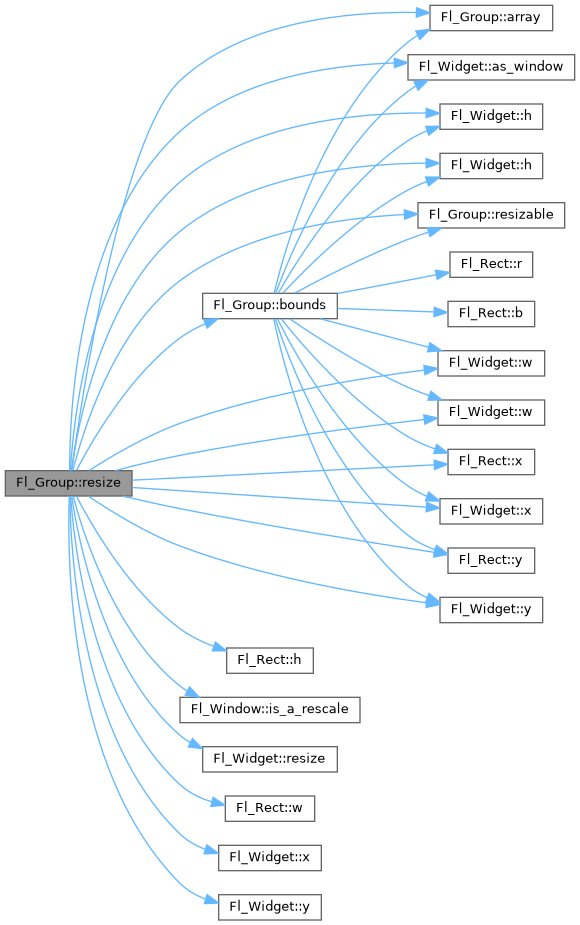 Fl_Group::array
Fl_Widget::as_window
Fl_Widget::h
Fl_Widget::h
Fl_Group::resizable
Fl_Rect::r
Fl_Group::bounds
Fl_Rect::b
Fl_Widget::w
Fl_Widget::w
Fl_Rect::x
Fl_Group::resize
Fl_Widget::x
Fl_Rect::y
Fl_Widget::y
Fl_Rect::h
Fl_Window::is_a_rescale
Fl_Widget::resize
Fl_Rect::w
Fl_Widget::x
Fl_Widget::y